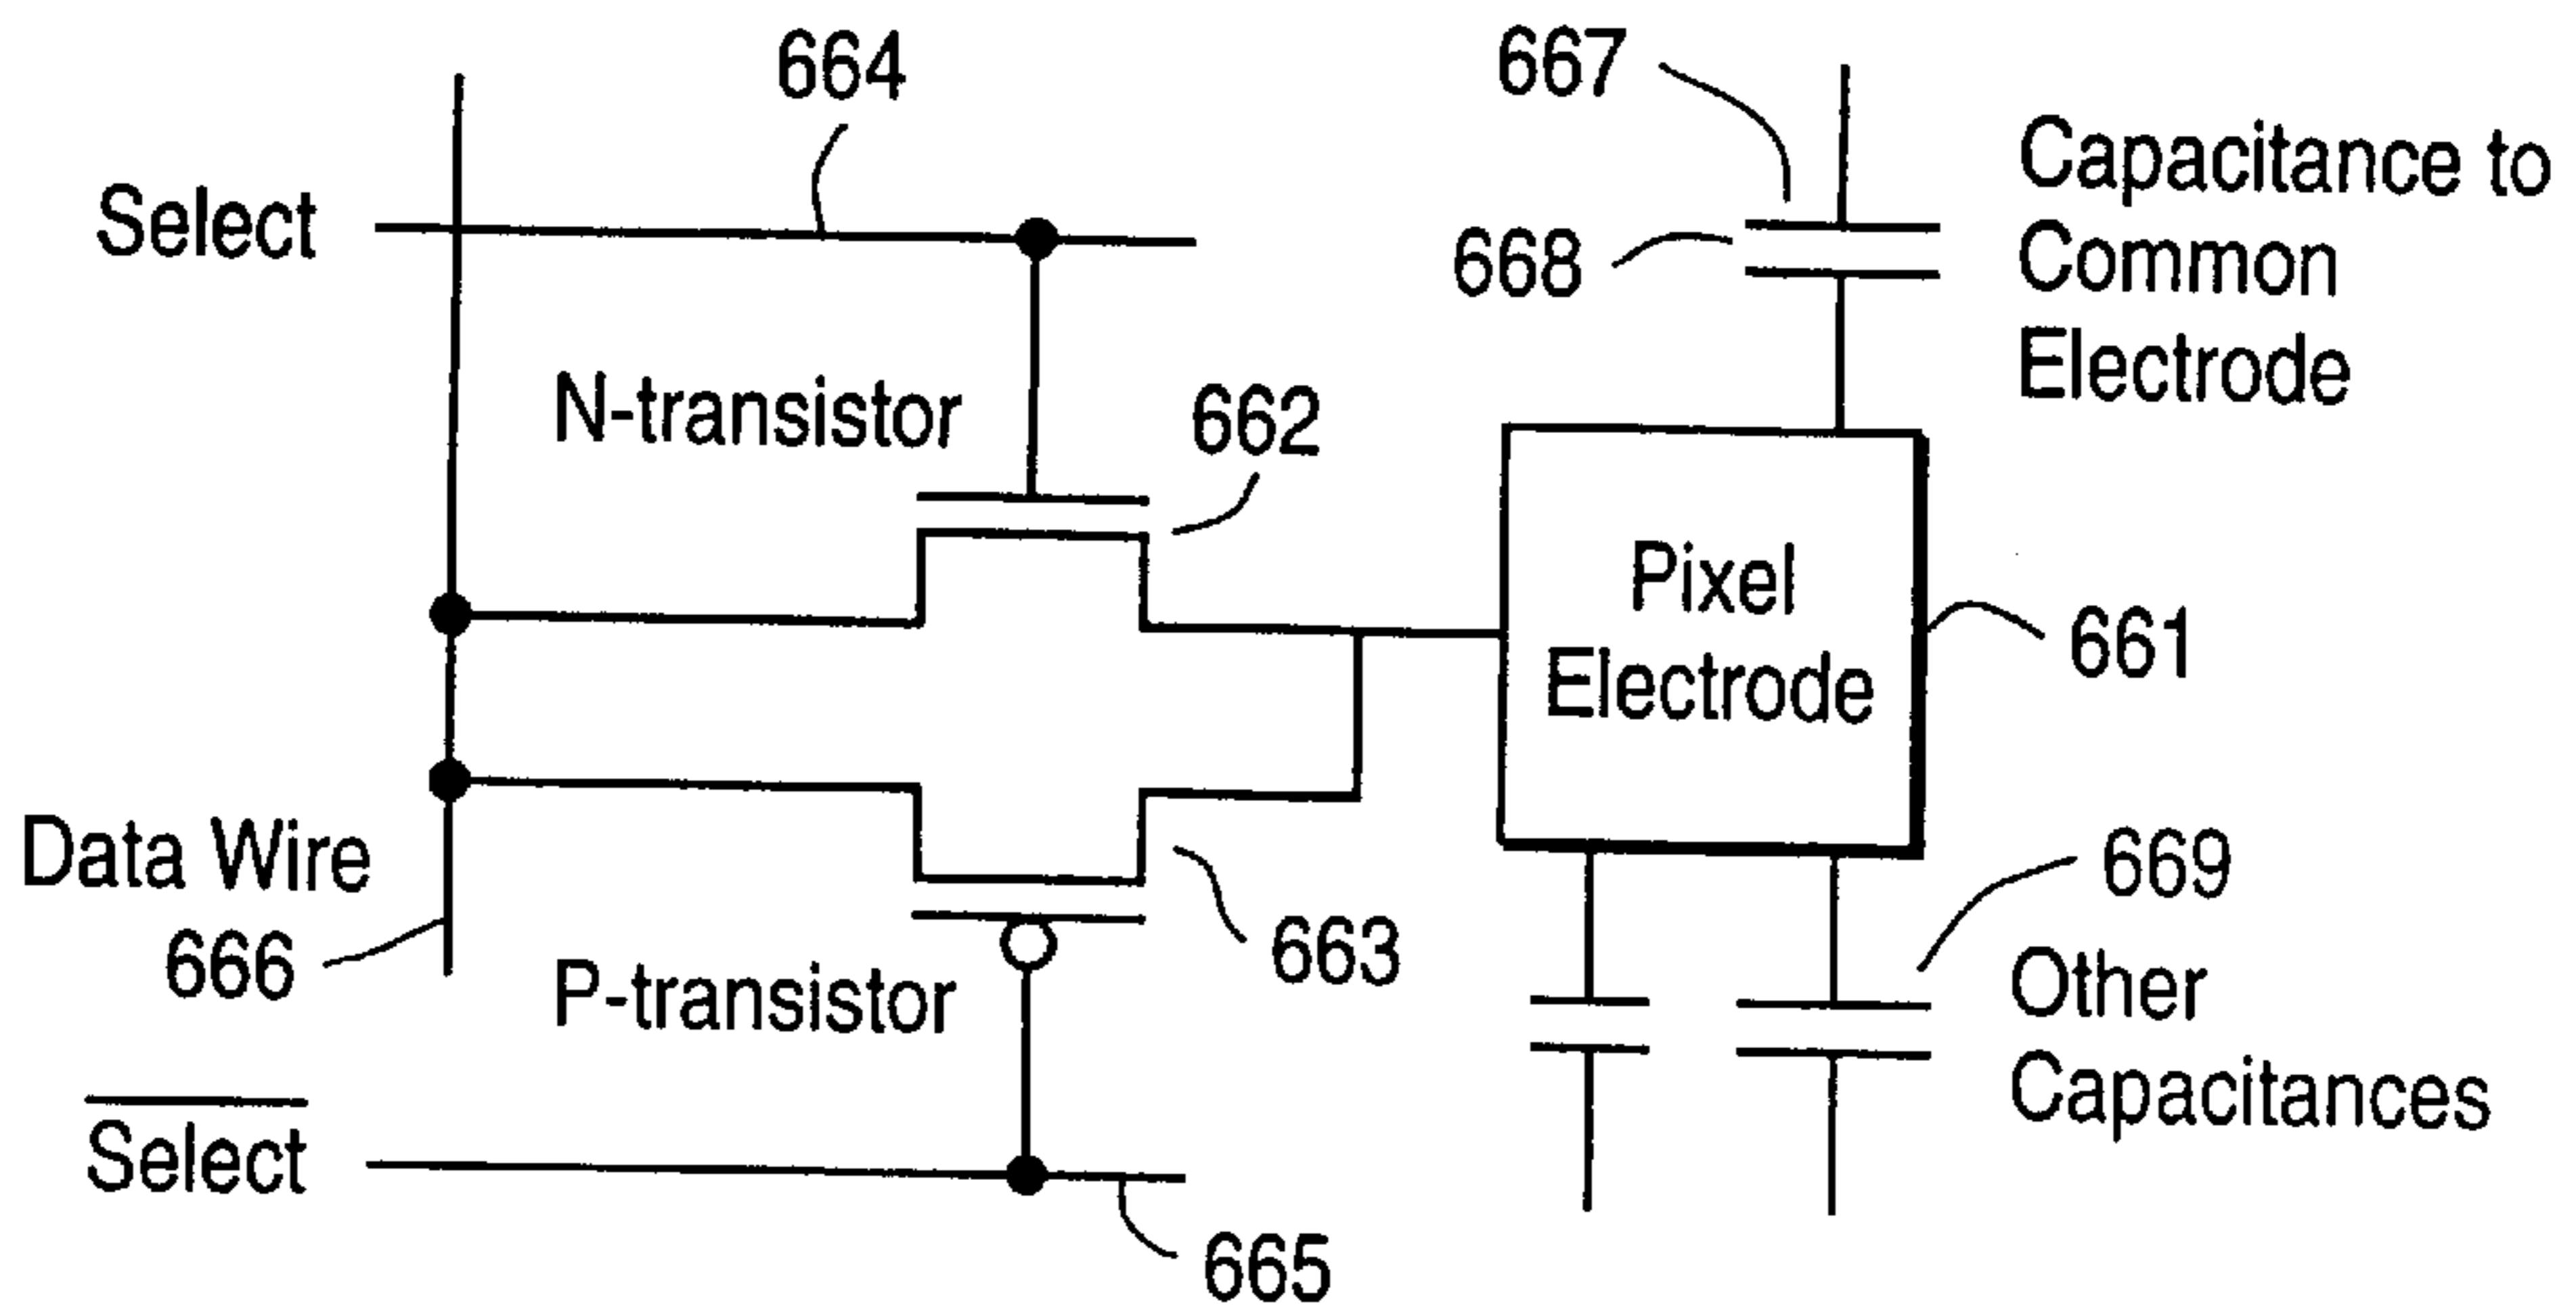 664
667
Capacitance to
Common
Electrode
Select
668
N-transistor
662
Pixel
Electrode
661
Data Wire
666
663
669
P-transistor
Other
Capacitances
Select
665